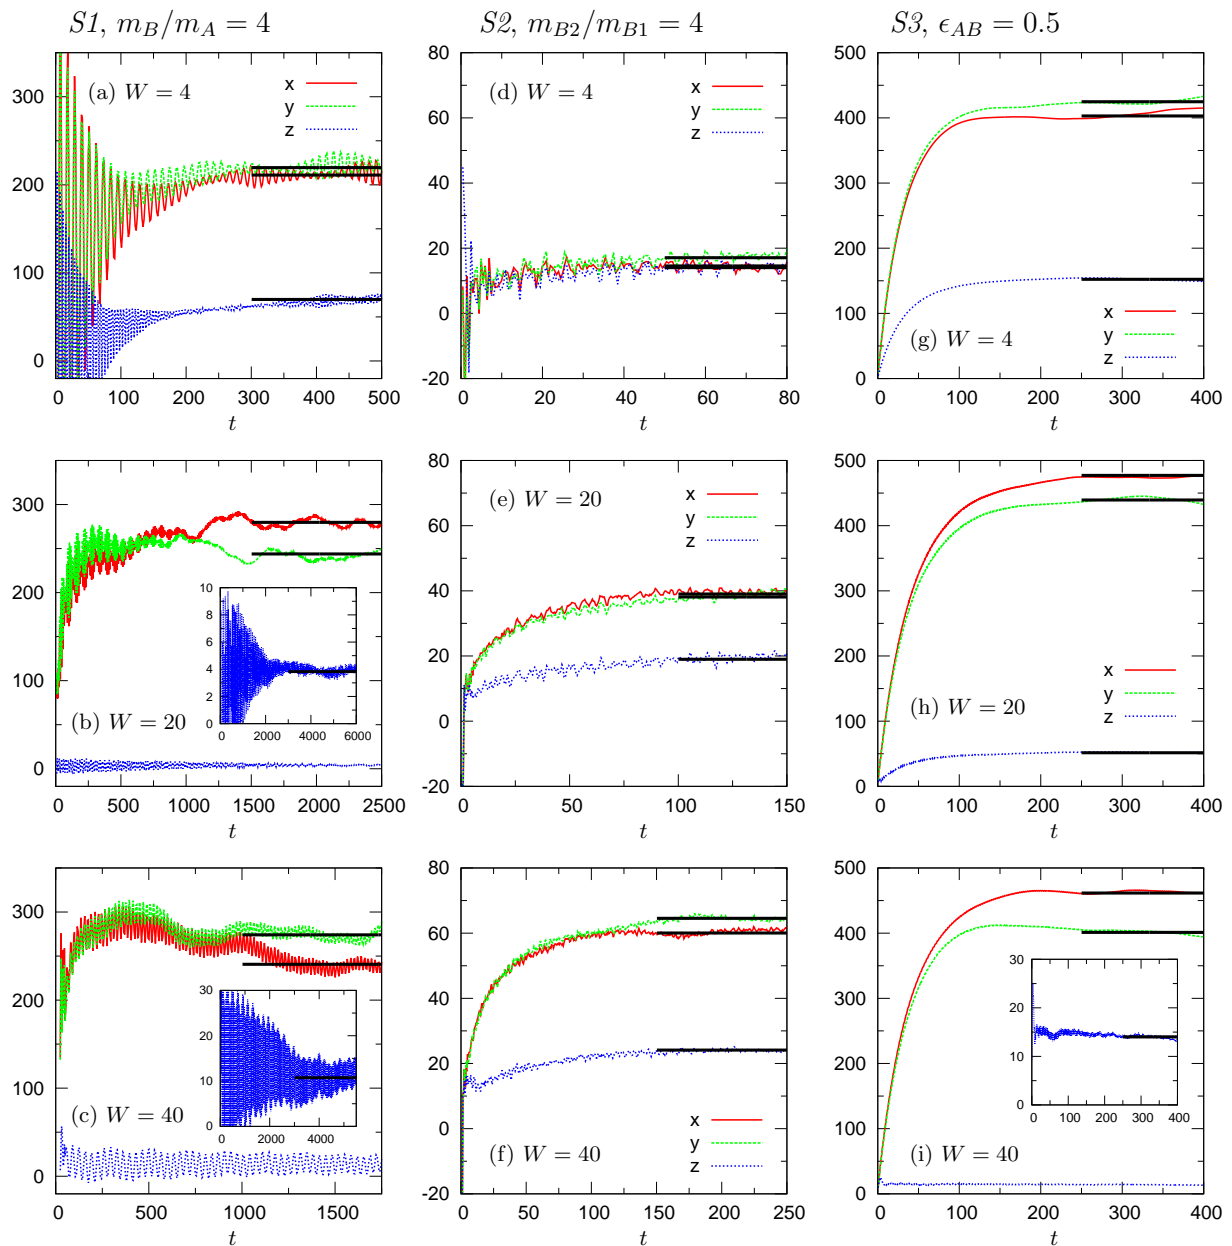 S1, m_B/m_A = 4
S2, m_{B2}/m_{B1} = 4
S3, ϵ_{AB} = 0.5
(a) W = 4
x
y
z
300
200
100
0
0 100 200 300 400 500
t
(d) W = 4
x
y
z
80
60
40
20
0
-20
0 20 40 60 80
t
500
400
300
200
100
0
x
y
z
(g) W = 4
0 100 200 300 400
t
300
200
100
0
(b) W = 20
10
8
6
4
2
0
0 2000 4000 6000
0 500 1000 1500 2000 2500
t
80
60
40
20
0
-20
(e) W = 20
x
y
z
0 50 100 150
t
500
400
300
200
100
0
x
y
z
(h) W = 20
0 100 200 300 400
t
300
200
100
0
(c) W = 40
30
20
10
0
0 2000 4000
0 500 1000 1500
t
80
60
40
20
0
-20
x
y
z
(f) W = 40
0 50 100 150 200 250
t
500
400
300
200
100
0
30
15
0
0 100 200 300 400
(i) W = 40
0 100 200 300 400
t